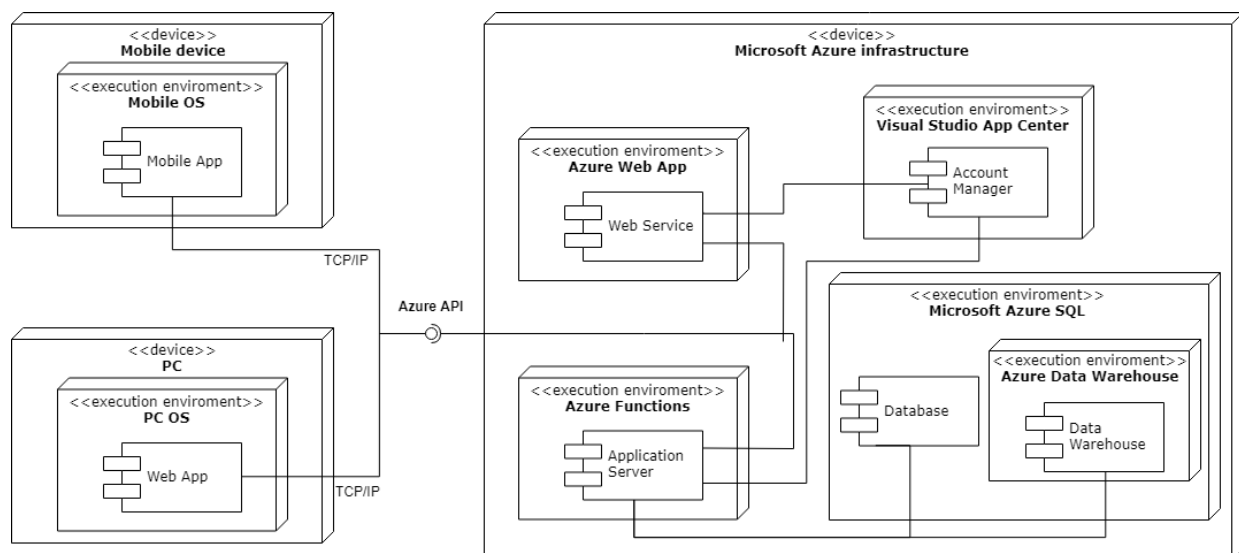 <<device>>
Mobile device
<<execution enviroment>>
Mobile OS
Mobile App
TCP/IP
<<device>>
PC
<<execution enviroment>>
PC OS
Web App
TCP/IP
Azure API
<<device>>
Microsoft Azure infrastructure
<<execution enviroment>>
Azure Web App
Web Service
<<execution enviroment>>
Visual Studio App Center
Account
Manager
<<execution enviroment>>
Azure Functions
Application
Server
<<execution enviroment>>
Microsoft Azure SQL
Database
<<execution enviroment>>
Azure Data Warehouse
Data
Warehouse